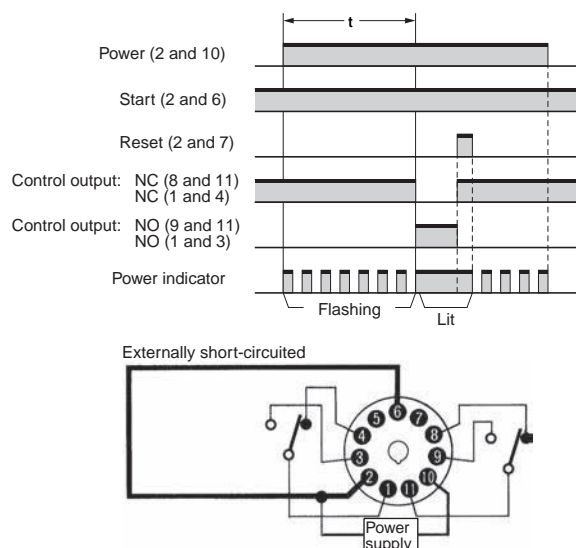 t
Power (2 and 10)
Start (2 and 6)
Reset (2 and 7)
Control output: NC (8 and 11)
NC (1 and 4)
Control output: NO (9 and 11)
NO (1 and 3)
Power indicator
Flashing
Lit
Externally short-circuited
6
5 7
4 8
3 9
2 10
1 11
Power
supply